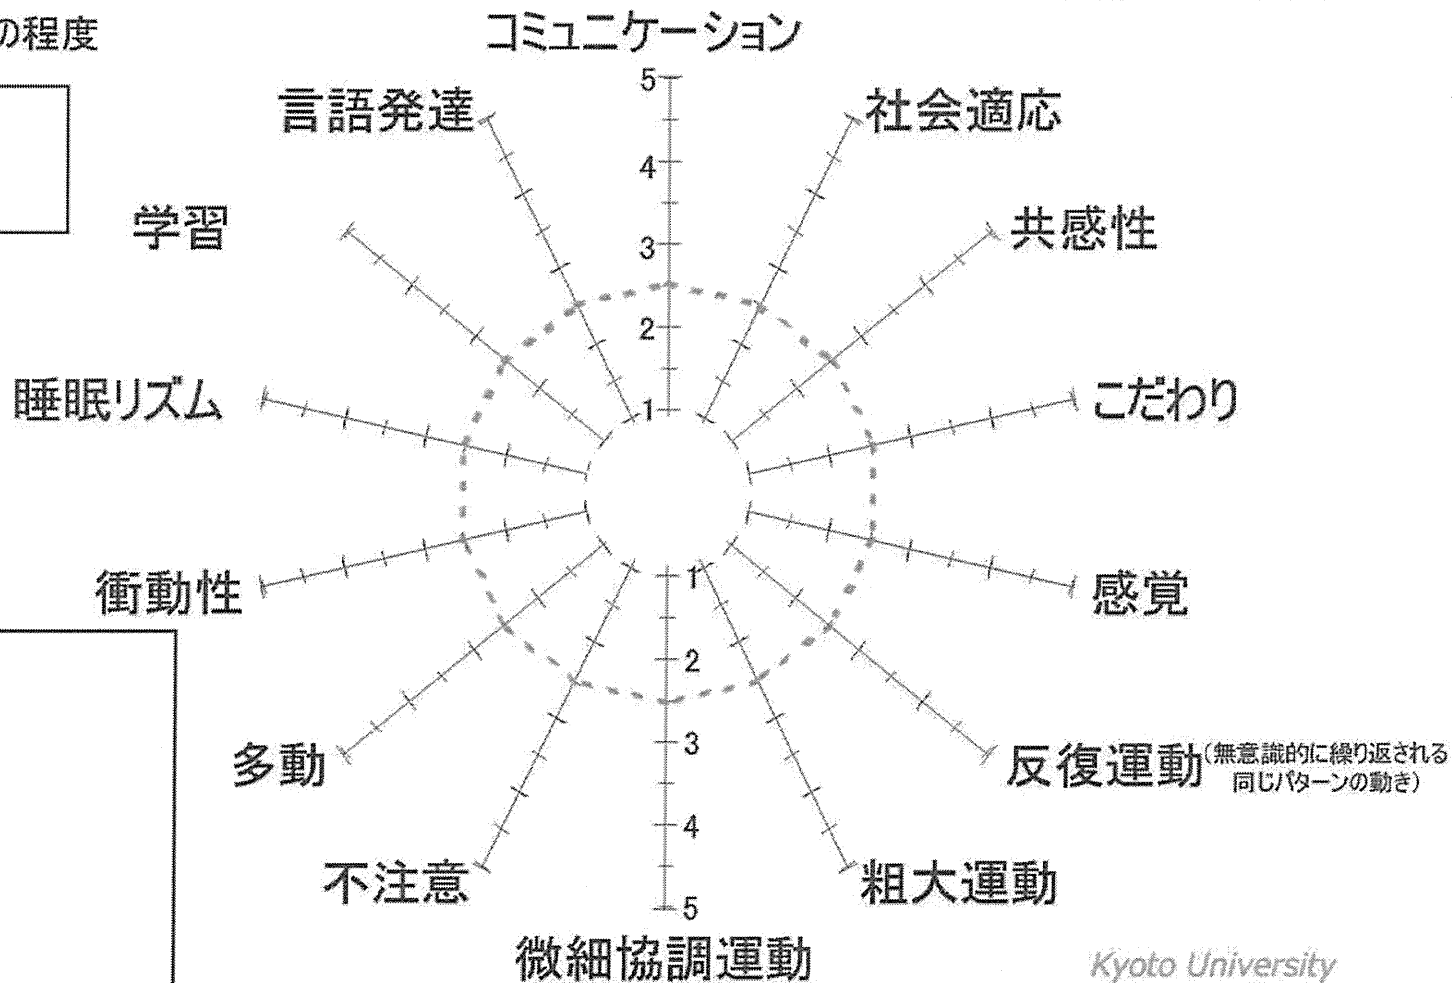 の程度
コミュニケーション
言語発達
社会適応
学習
共感性
睡眠リズム
こだわり
衝動性
感覚
多動
反復運動(無意識的に繰り返される
同じパターンの動き)
不注意
粗大運動
微細協調運動
5
4
3
2
1
1
2
3
4
5
Kyoto University